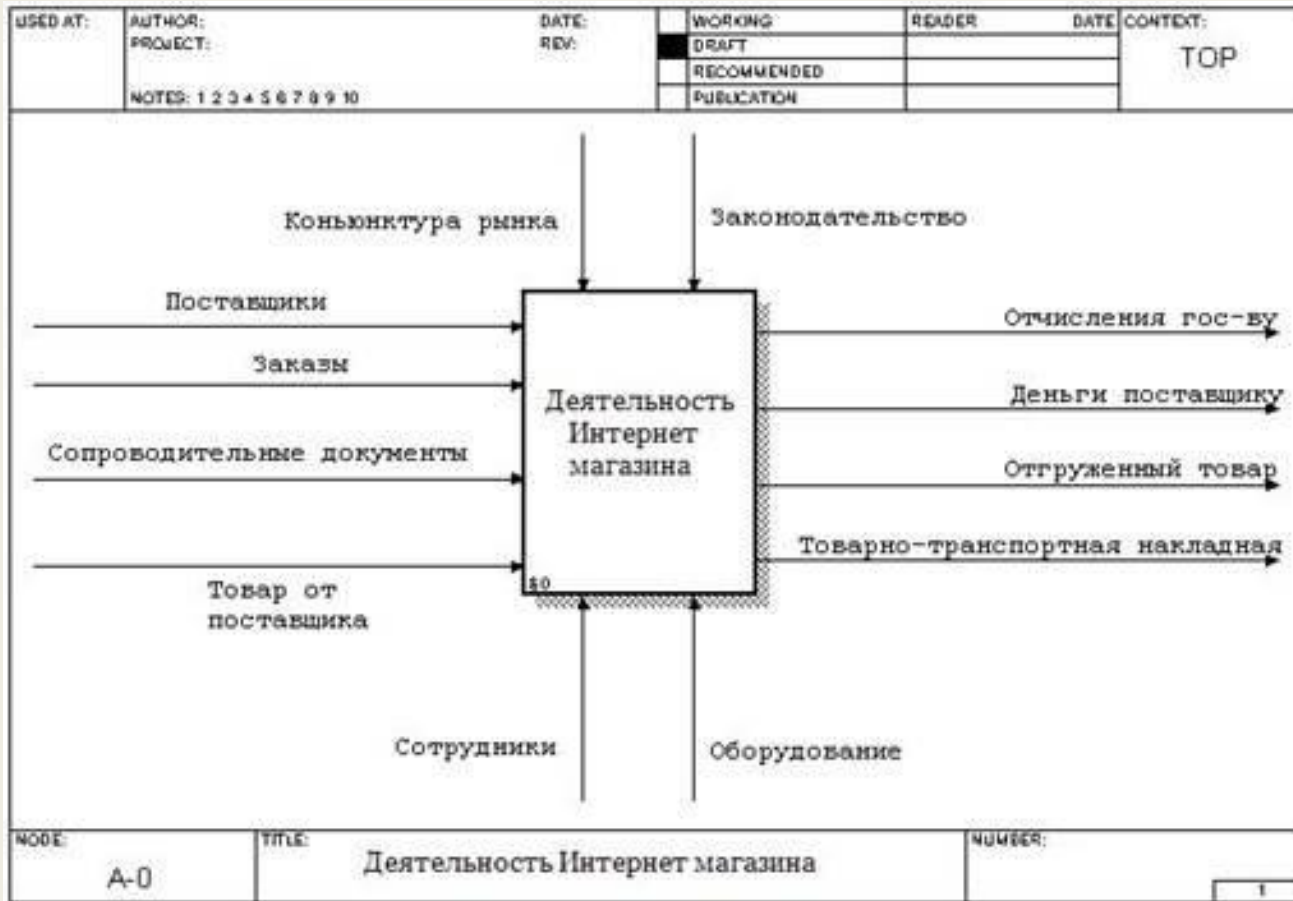 USED AT:
AUTHOR:
DATE:
PROJECT:
REV:
NOTES: 1 2 3 4 5 6 7 8 9 10
WORKING
DRAFT
RECOMMENDED
PUBLICATION
READER
DATE
CONTEXT:
TOP
Коньюнктура рынка
Законодательство
Поставщики
Заказы
Сопроводительные документы
Товар от
поставщика
Деятельность
Интернет
магазина
$0
Отчисления гос-ву
Деньги поставщику
Отгруженный товар
Товарно-транспортная накладная
Сотрудники
Оборудование
NODE:
A-0
TITLE:
Деятельность Интернет магазина
NUMBER:
1